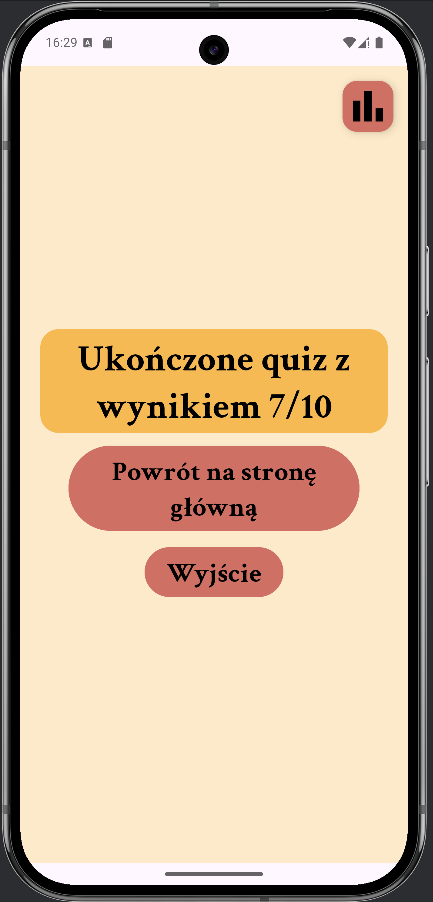 16:29
Ukończone quiz z
wynikiem 7/10
Powrót na stronę
główną
Wyjście